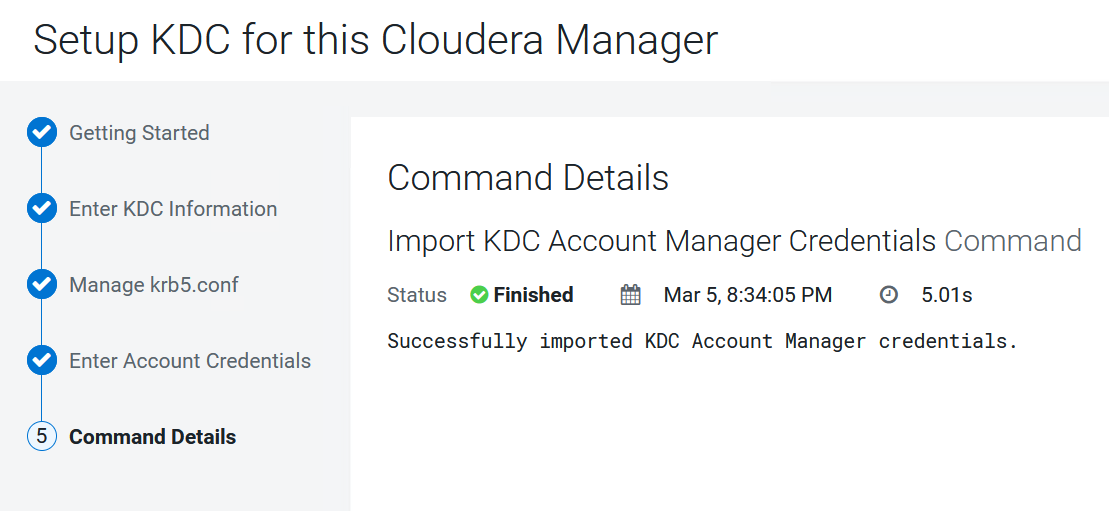 Setup KDC for this Cloudera Manager
Getting Started
Enter KDC Information
Manage krb5.conf
Enter Account Credentials
5 Command Details
Command Details
Import KDC Account Manager Credentials Command
Status Finished Mar 5, 8:34:05 PM 5.01s
Successfully imported KDC Account Manager credentials.